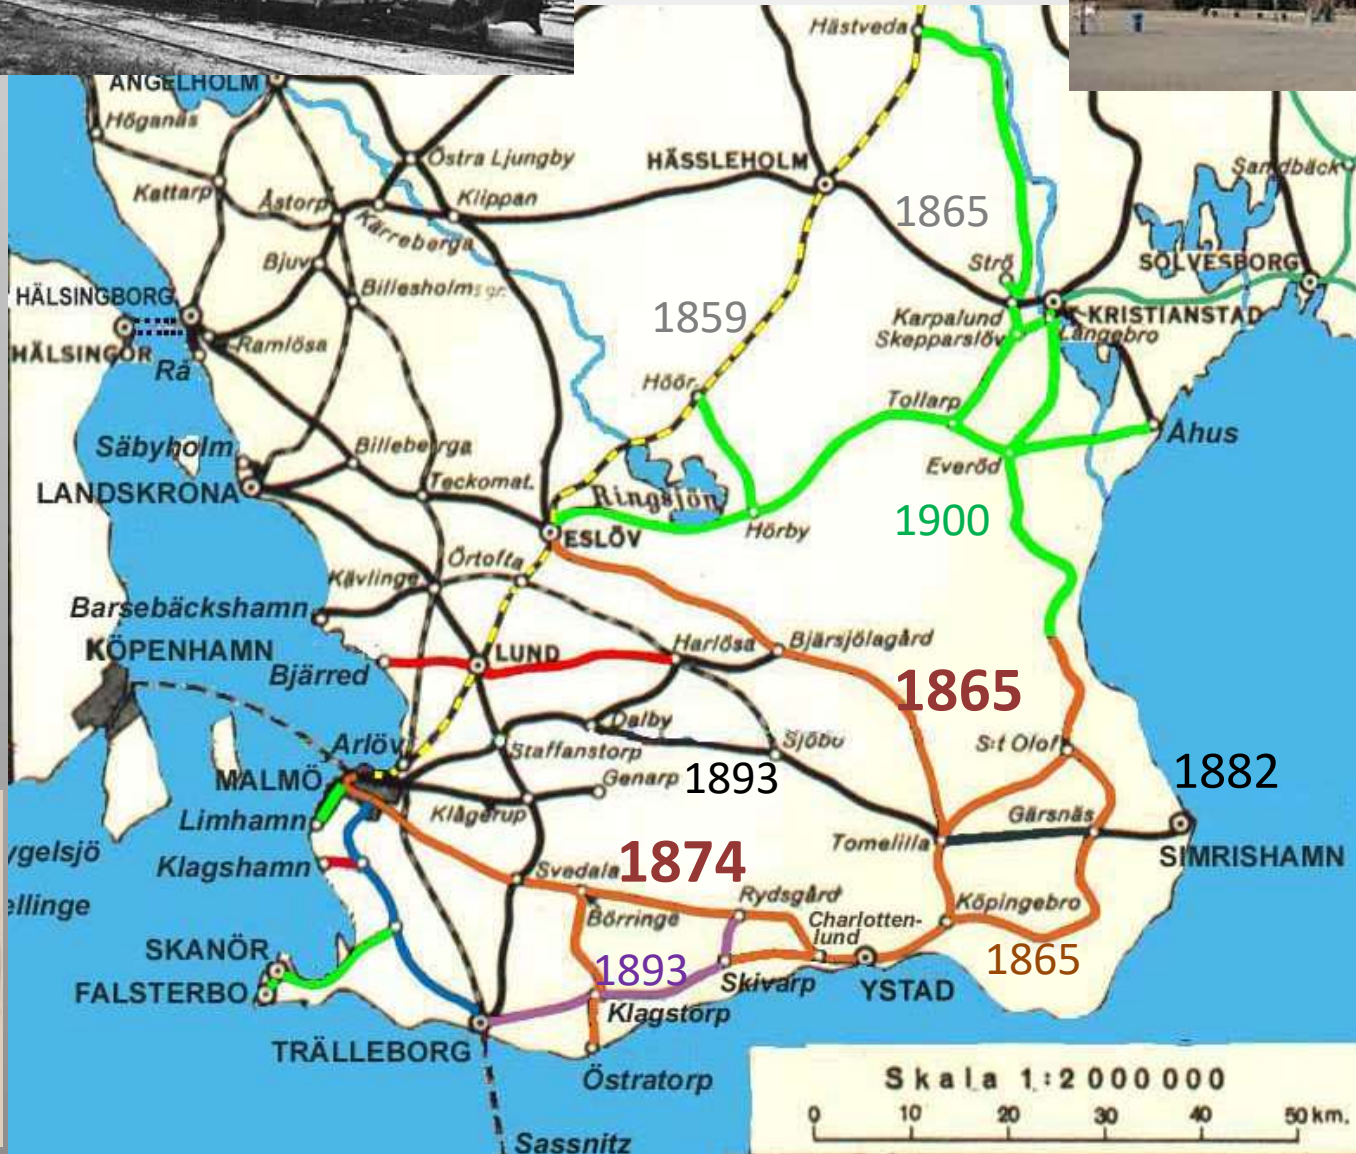 Hästveda
ÄNGELHOLM
Höganäs
Östra Ljungby
HÄSSLEHOLM
Sandbäck
Kattarp
Åstorp
Klippan
1865
Kärreberga
Bjuv
Strö
SÖLVESBORG
HÄLSINGBORG
Billesholms gr.
1859
Karpalund
KRISTIANSTAD
HÄLSINGÖR
Ramlösa
Skepparslöv
Långebro
Rå
Höör
Tollarp
Säbyholm
Billeberga
Åhus
Everöd
LANDSKRONA
Teckomat.
Ringsjön
1900
ESLÖV
Hörby
Örtofta
Kävlinge
Barsebäckshamn
KÖPENHAMN
LUND
Harlösa
Bjärsjölagård
Bjärred
1865
Dalby
Arlöv
Staffanstorp
Sjöbo
S:t Olof
MALMÖ
Genarp
1893
1882
Limhamn
Klågerup
Gärsnäs
ygelsjö
Tomelilla
SIMRISHAMN
Klagshamn
Svedala
1874
ellinge
Rydsgård
Köpingebro
Börringe
Charlotten-
lund
SKANÖR
1893
1865
FALSTERBO
Skivarp
YSTAD
Klagstorp
TRÄLLEBORG
Östratorp
Skala 1:2 000 000
0 10 20 30 40 50 km.
Sassnitz